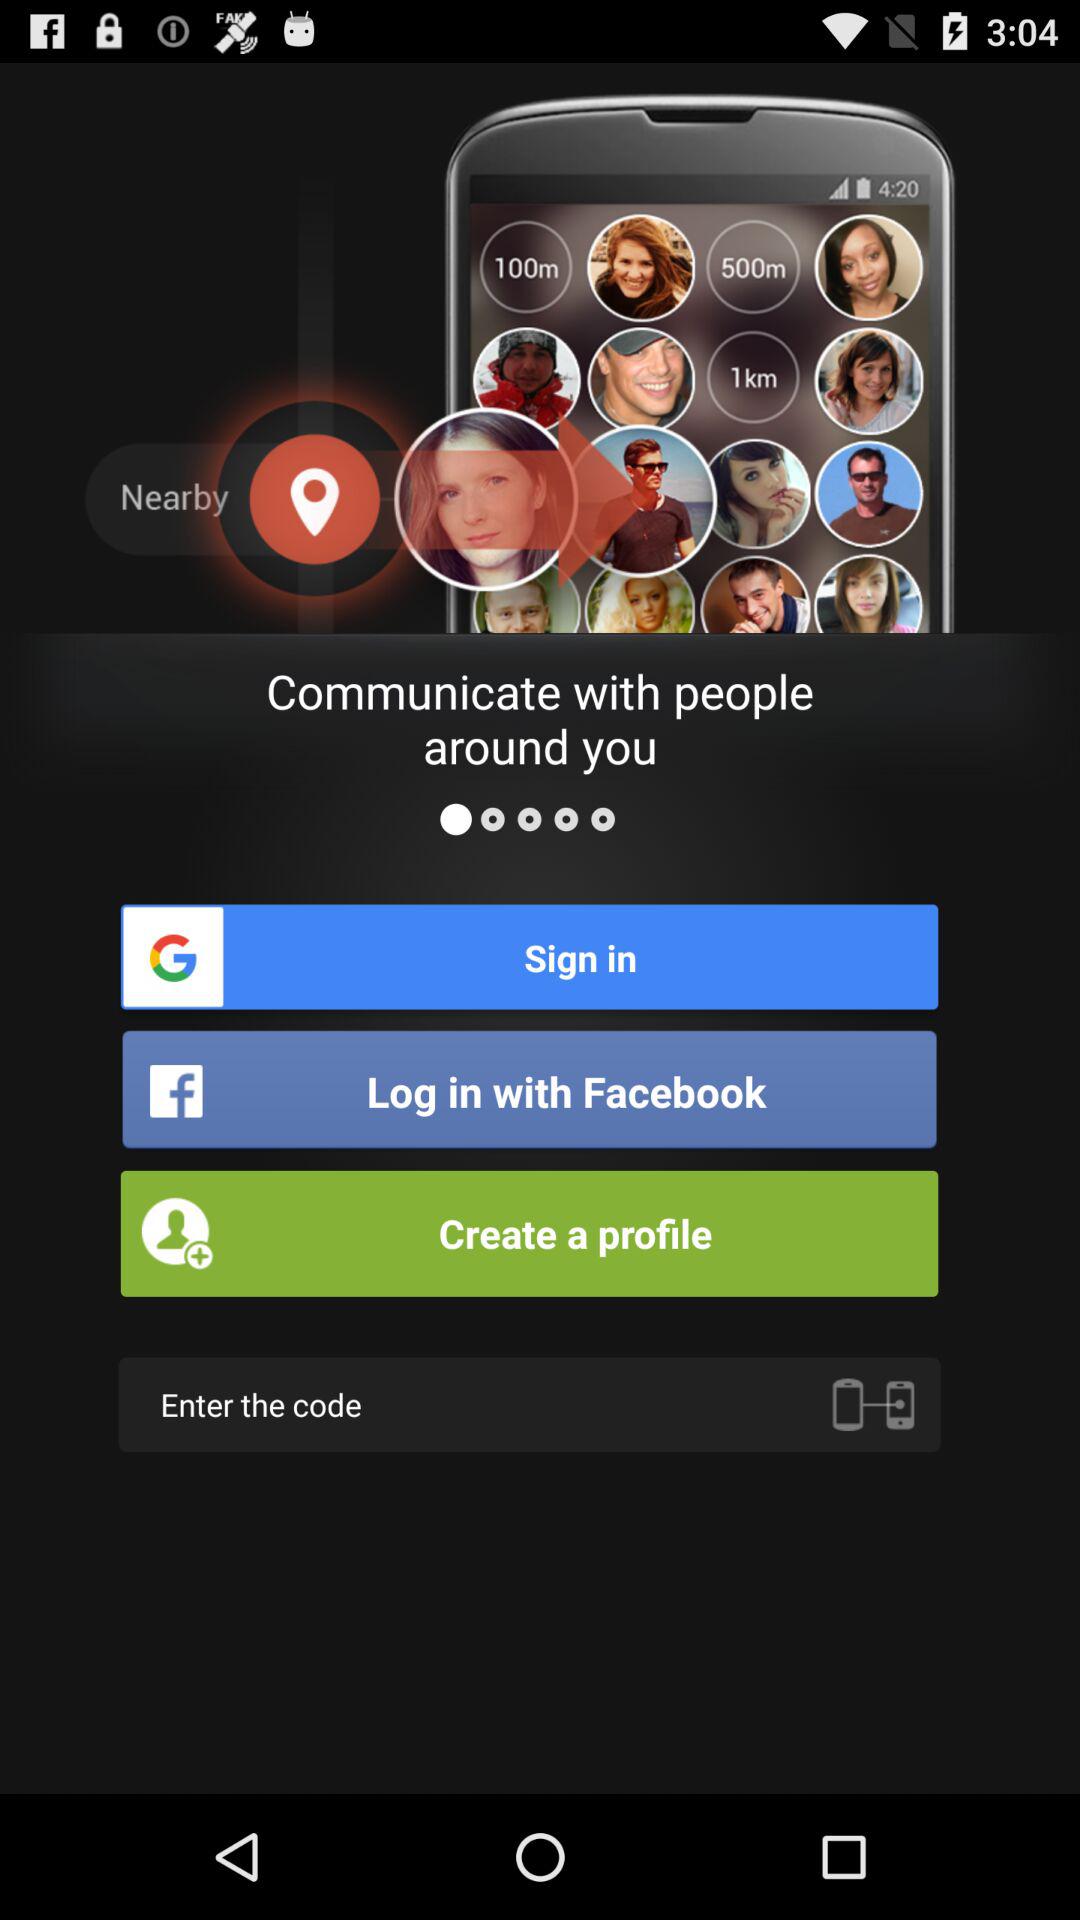 FAKE
3:04
4:20
100m
500m
1km
Nearby
Communicate with people
around you
Sign in
Log in with Facebook
Create a profile
Enter the code